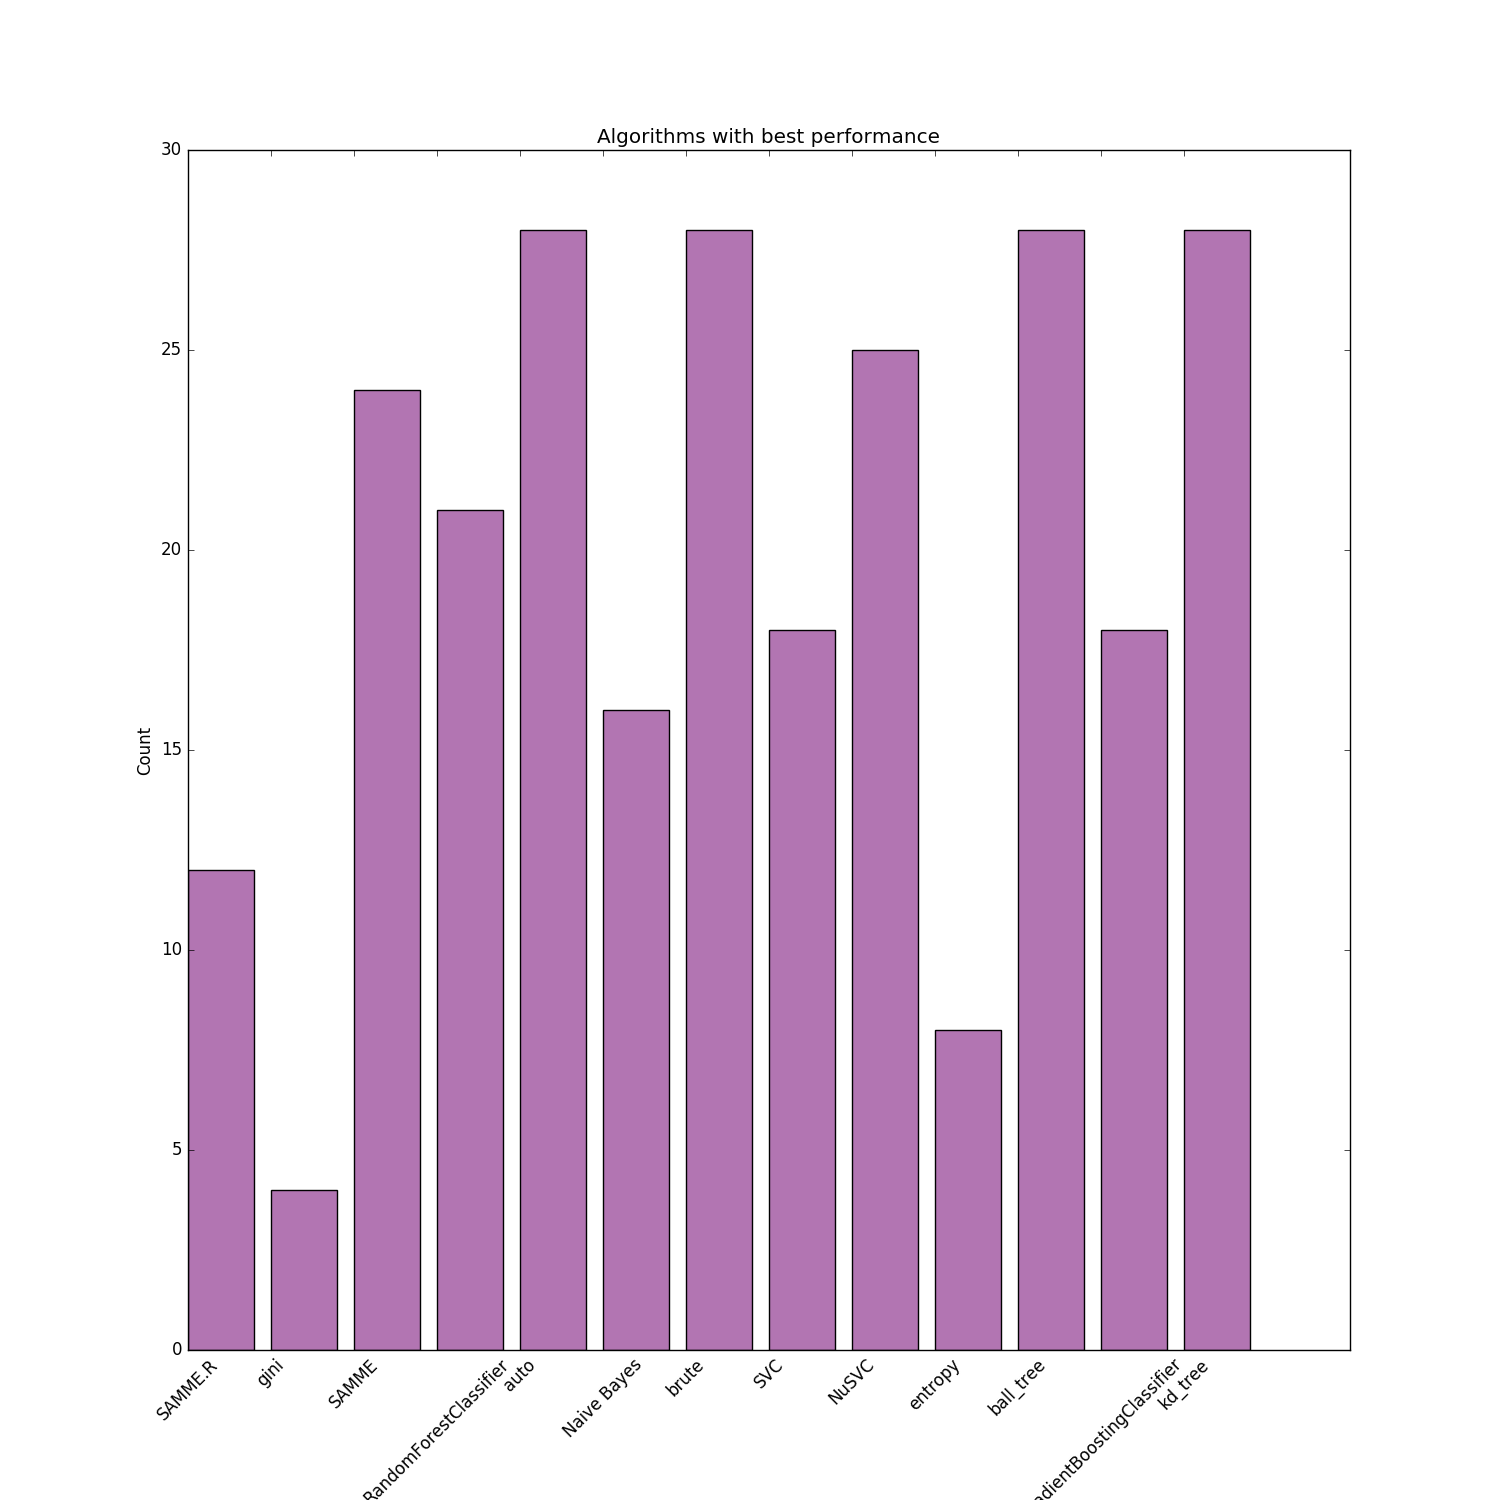 Algorithms with best performance
30
25
20
15
10
5
0
Count
SAMME.R
gini
SAMME
RandomForestClassifier
auto
Naive Bayes
brute
SVC
NuSVC
entropy
ball_tree
adientBoostingClassifier
kd_tree